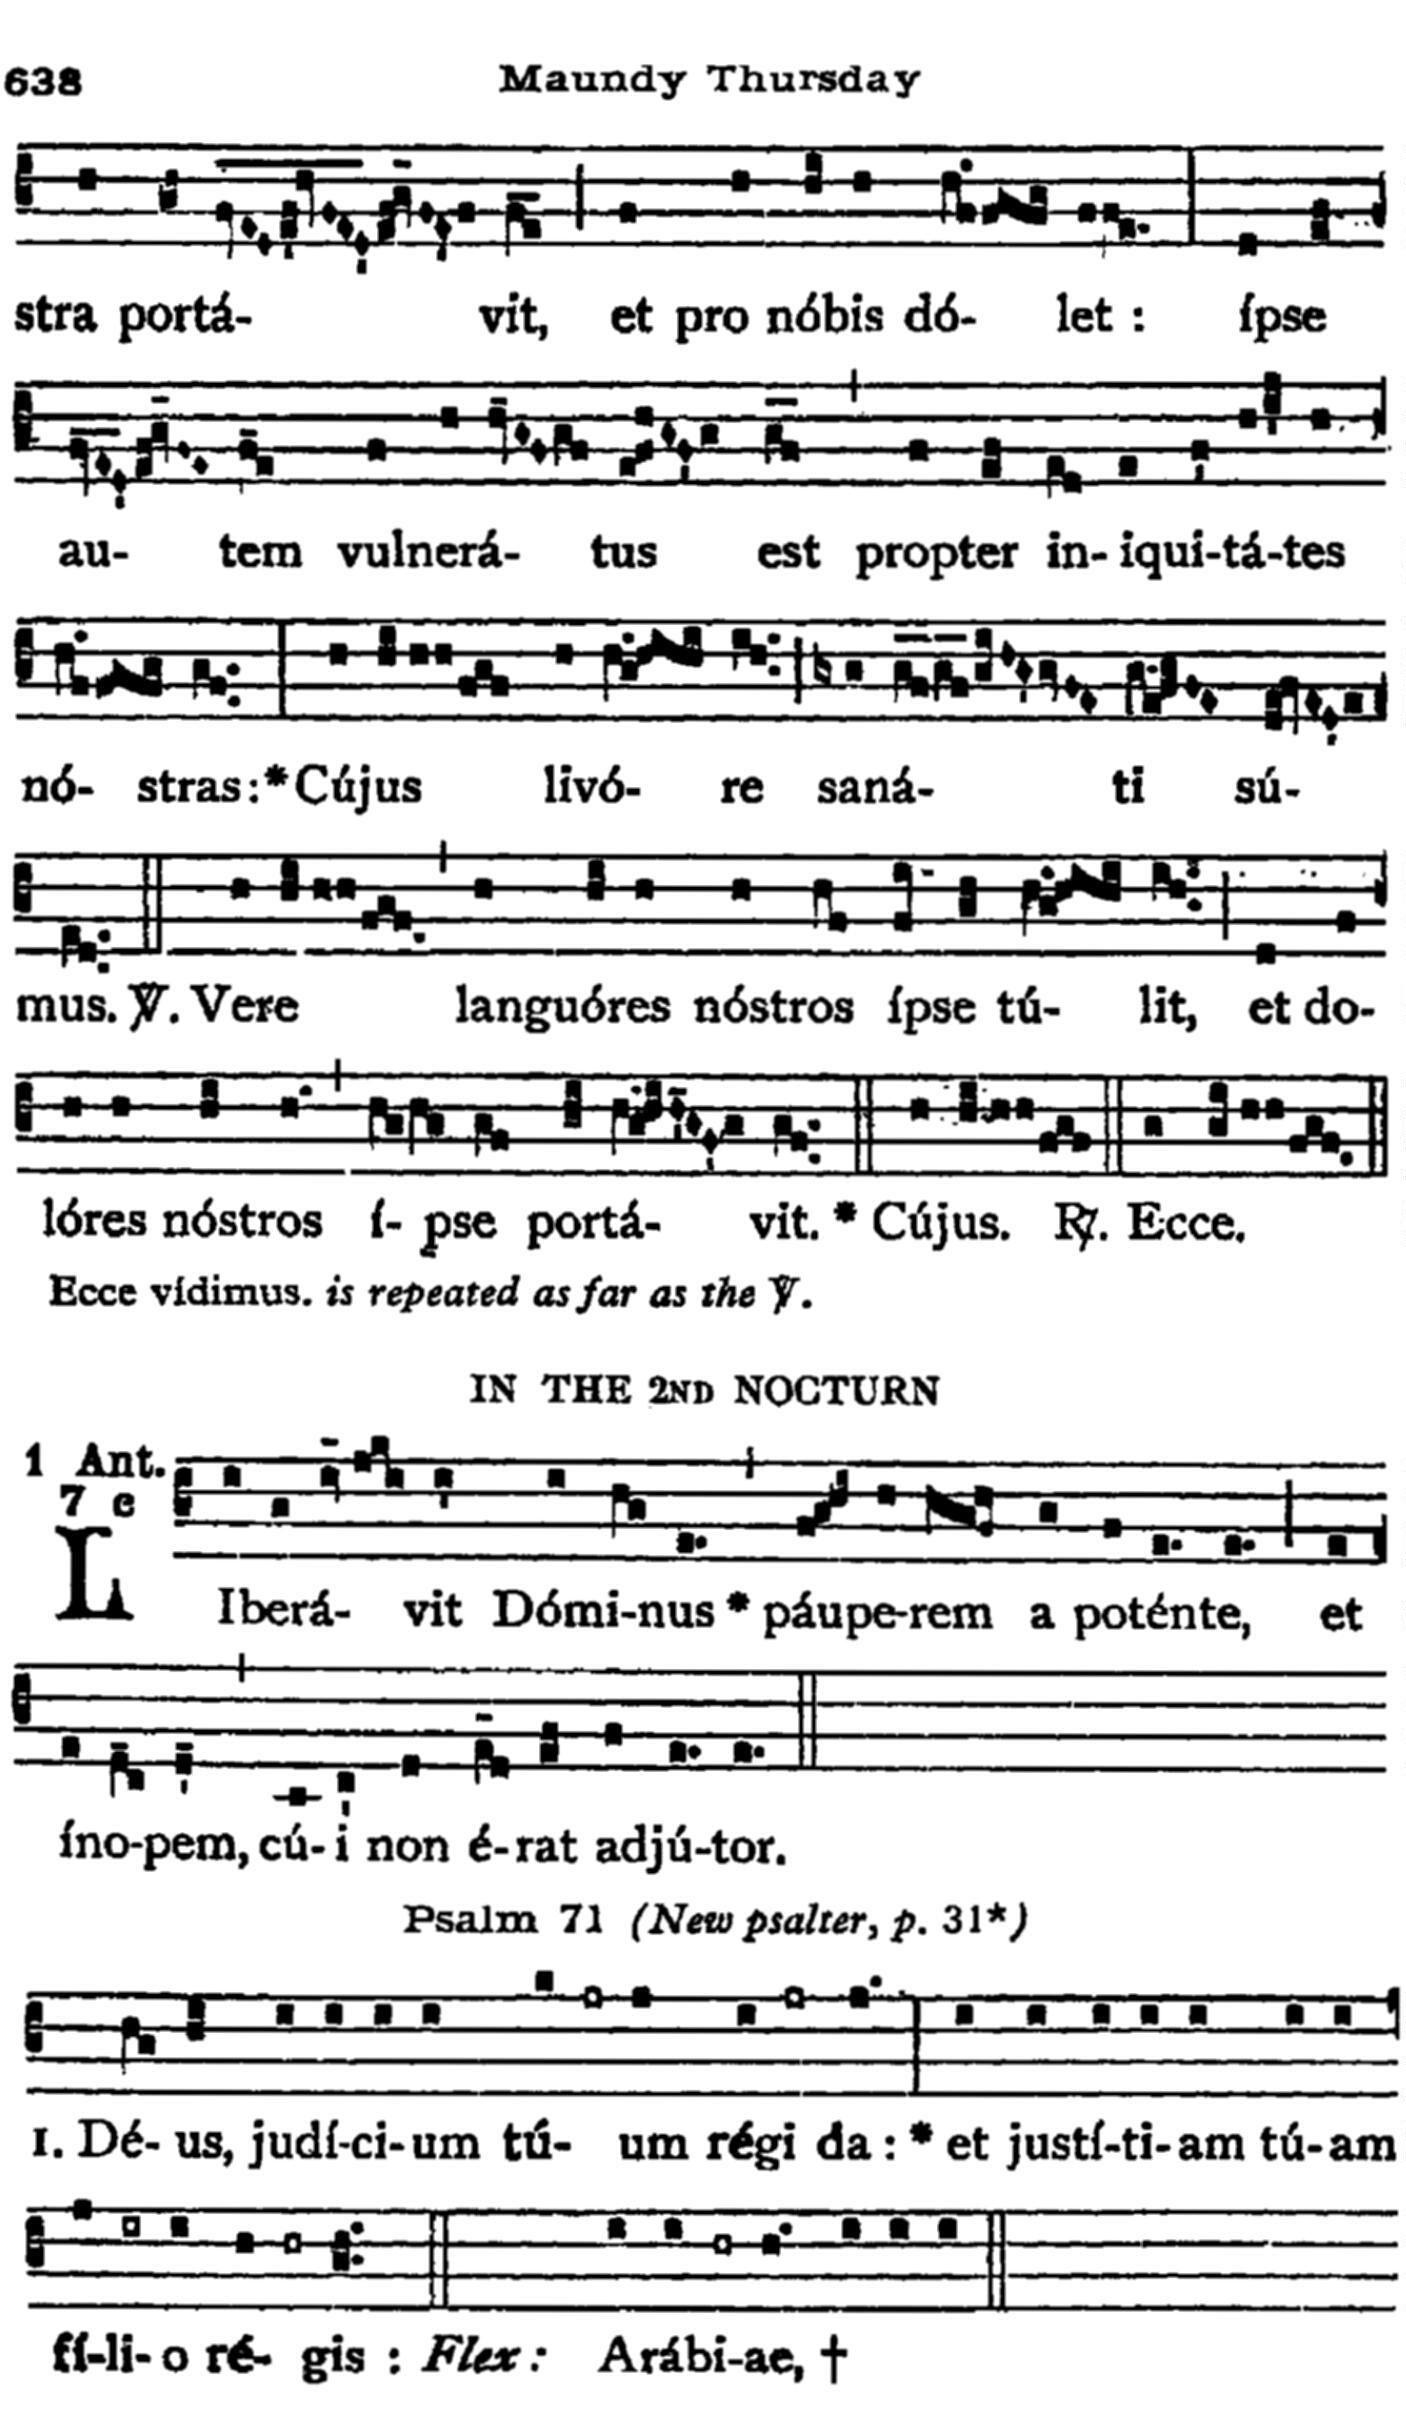 638 Maundy Thursday
stra portá- vit, et pro nóbis dó- let : ípse
au- tem vulnerá- tus est propter in- iqui-tá-tes
nó- stras : * Cújus livó- re saná- ti sú-
mus. ℣. Vere languóres nóstros ípse tú- lit, et do-
lóres nóstros í- pse portá- vit. * Cújus. ℟. Ecce.
Ecce vídimus. is repeated as far as the ℣.
IN THE 2ND NOCTURN
1 Ant.
7 c
LIberá- vit Dómi-nus * páupe-rem a poténte, et
íno-pem, cú- i non é- rat adjú-tor.
Psalm 71 (New psalter, p. 31*)
1. Dé- us, judí-ci- um tú- um régi da : * et justí-ti- am tú- am
fí-li- o ré- gis : Flex : Arábi-ae, †